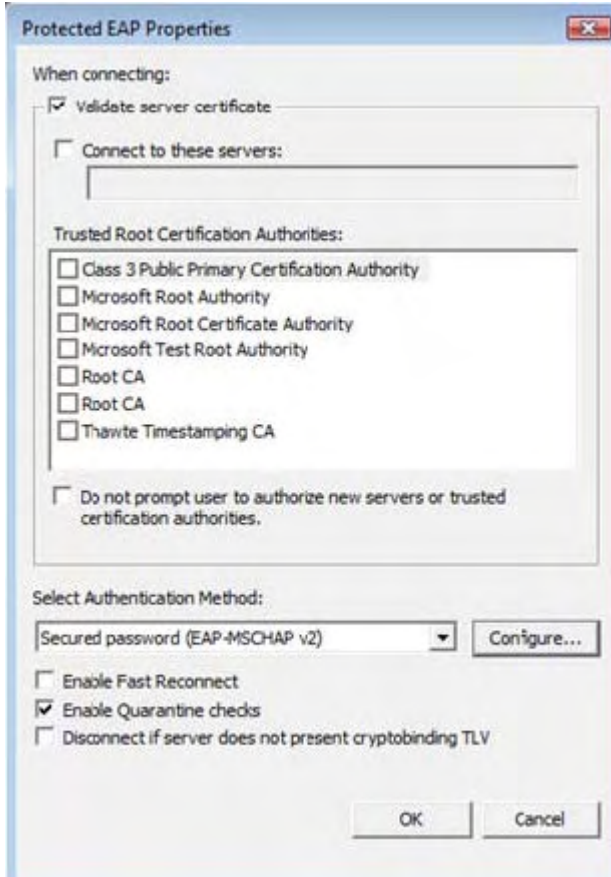 Protected EAP Properties
When connecting:
Validate server certificate
Connect to these servers:
Trusted Root Certification Authorities:
Class 3 Public Primary Certification Authority
Microsoft Root Authority
Microsoft Root Certificate Authority
Microsoft Test Root Authority
Root CA
Root CA
Thawte Timestamping CA
Do not prompt user to authorize new servers or trusted
certification authorities.
Select Authentication Method:
Secured password (EAP-MSCHAP v2)
Configure...
Enable Fast Reconnect
Enable Quarantine checks
Disconnect if server does not present cryptobinding TLV
OK
Cancel